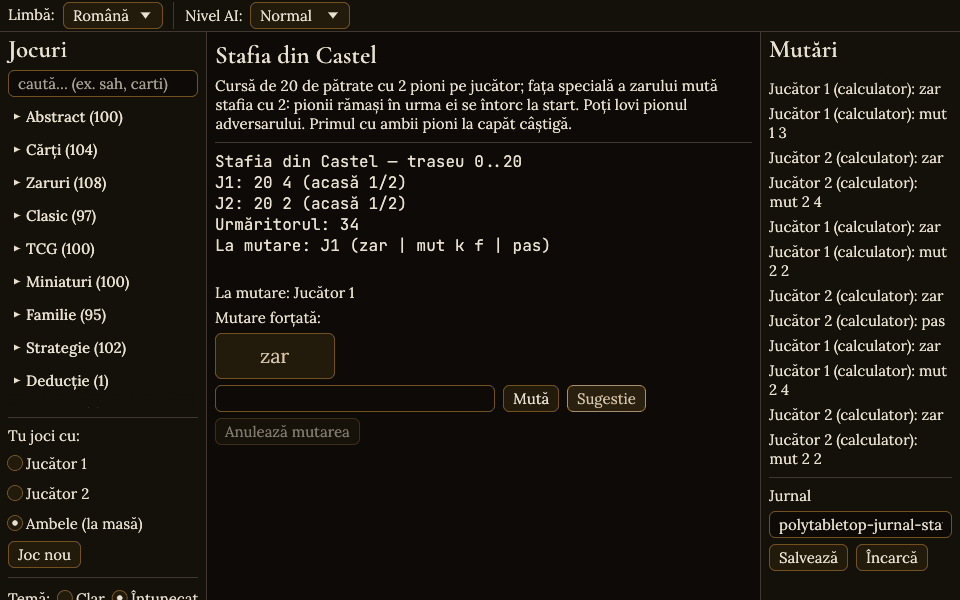 Limbă: Română ▼ Nivel AI: Normal ▼
Jocuri
caută... (ex. sah, carti)
▸ Abstract (100)
▸ Cărți (104)
▸ Zaruri (108)
▸ Clasic (97)
▸ TCG (100)
▸ Miniaturi (100)
▸ Familie (95)
▸ Strategie (102)
▸ Deducție (1)
Tu joci cu:
Jucător 1
Jucător 2
Ambele (la masă)
Joc nou
Temă: Clar Întunecat
Stafia din Castel
Cursă de 20 de pătrate cu 2 pioni pe jucător; fața specială a zarului mută
stafia cu 2: pionii rămași în urma ei se întorc la start. Poți lovi pionul
adversarului. Primul cu ambii pioni la capăt câștigă.
Stafia din Castel — traseu 0..20
J1: 20 4 (acasă 1/2)
J2: 20 2 (acasă 1/2)
Următoritorul: 34
La mutare: J1 (zar | mut k f | pas)
La mutare: Jucător 1
Mutare forțată:
zar
Mută Sugestie
Anulează mutarea
Mutări
Jucător 1 (calculator): zar
Jucător 1 (calculator): mut
1 3
Jucător 2 (calculator): zar
Jucător 2 (calculator):
mut 2 4
Jucător 1 (calculator): zar
Jucător 1 (calculator): mut
2 2
Jucător 2 (calculator): zar
Jucător 2 (calculator): pas
Jucător 1 (calculator): zar
Jucător 1 (calculator): mut
2 4
Jucător 2 (calculator): zar
Jucător 2 (calculator):
mut 2 2
Jurnal
polytabletop-jurnal-sta
Salvează Încarcă